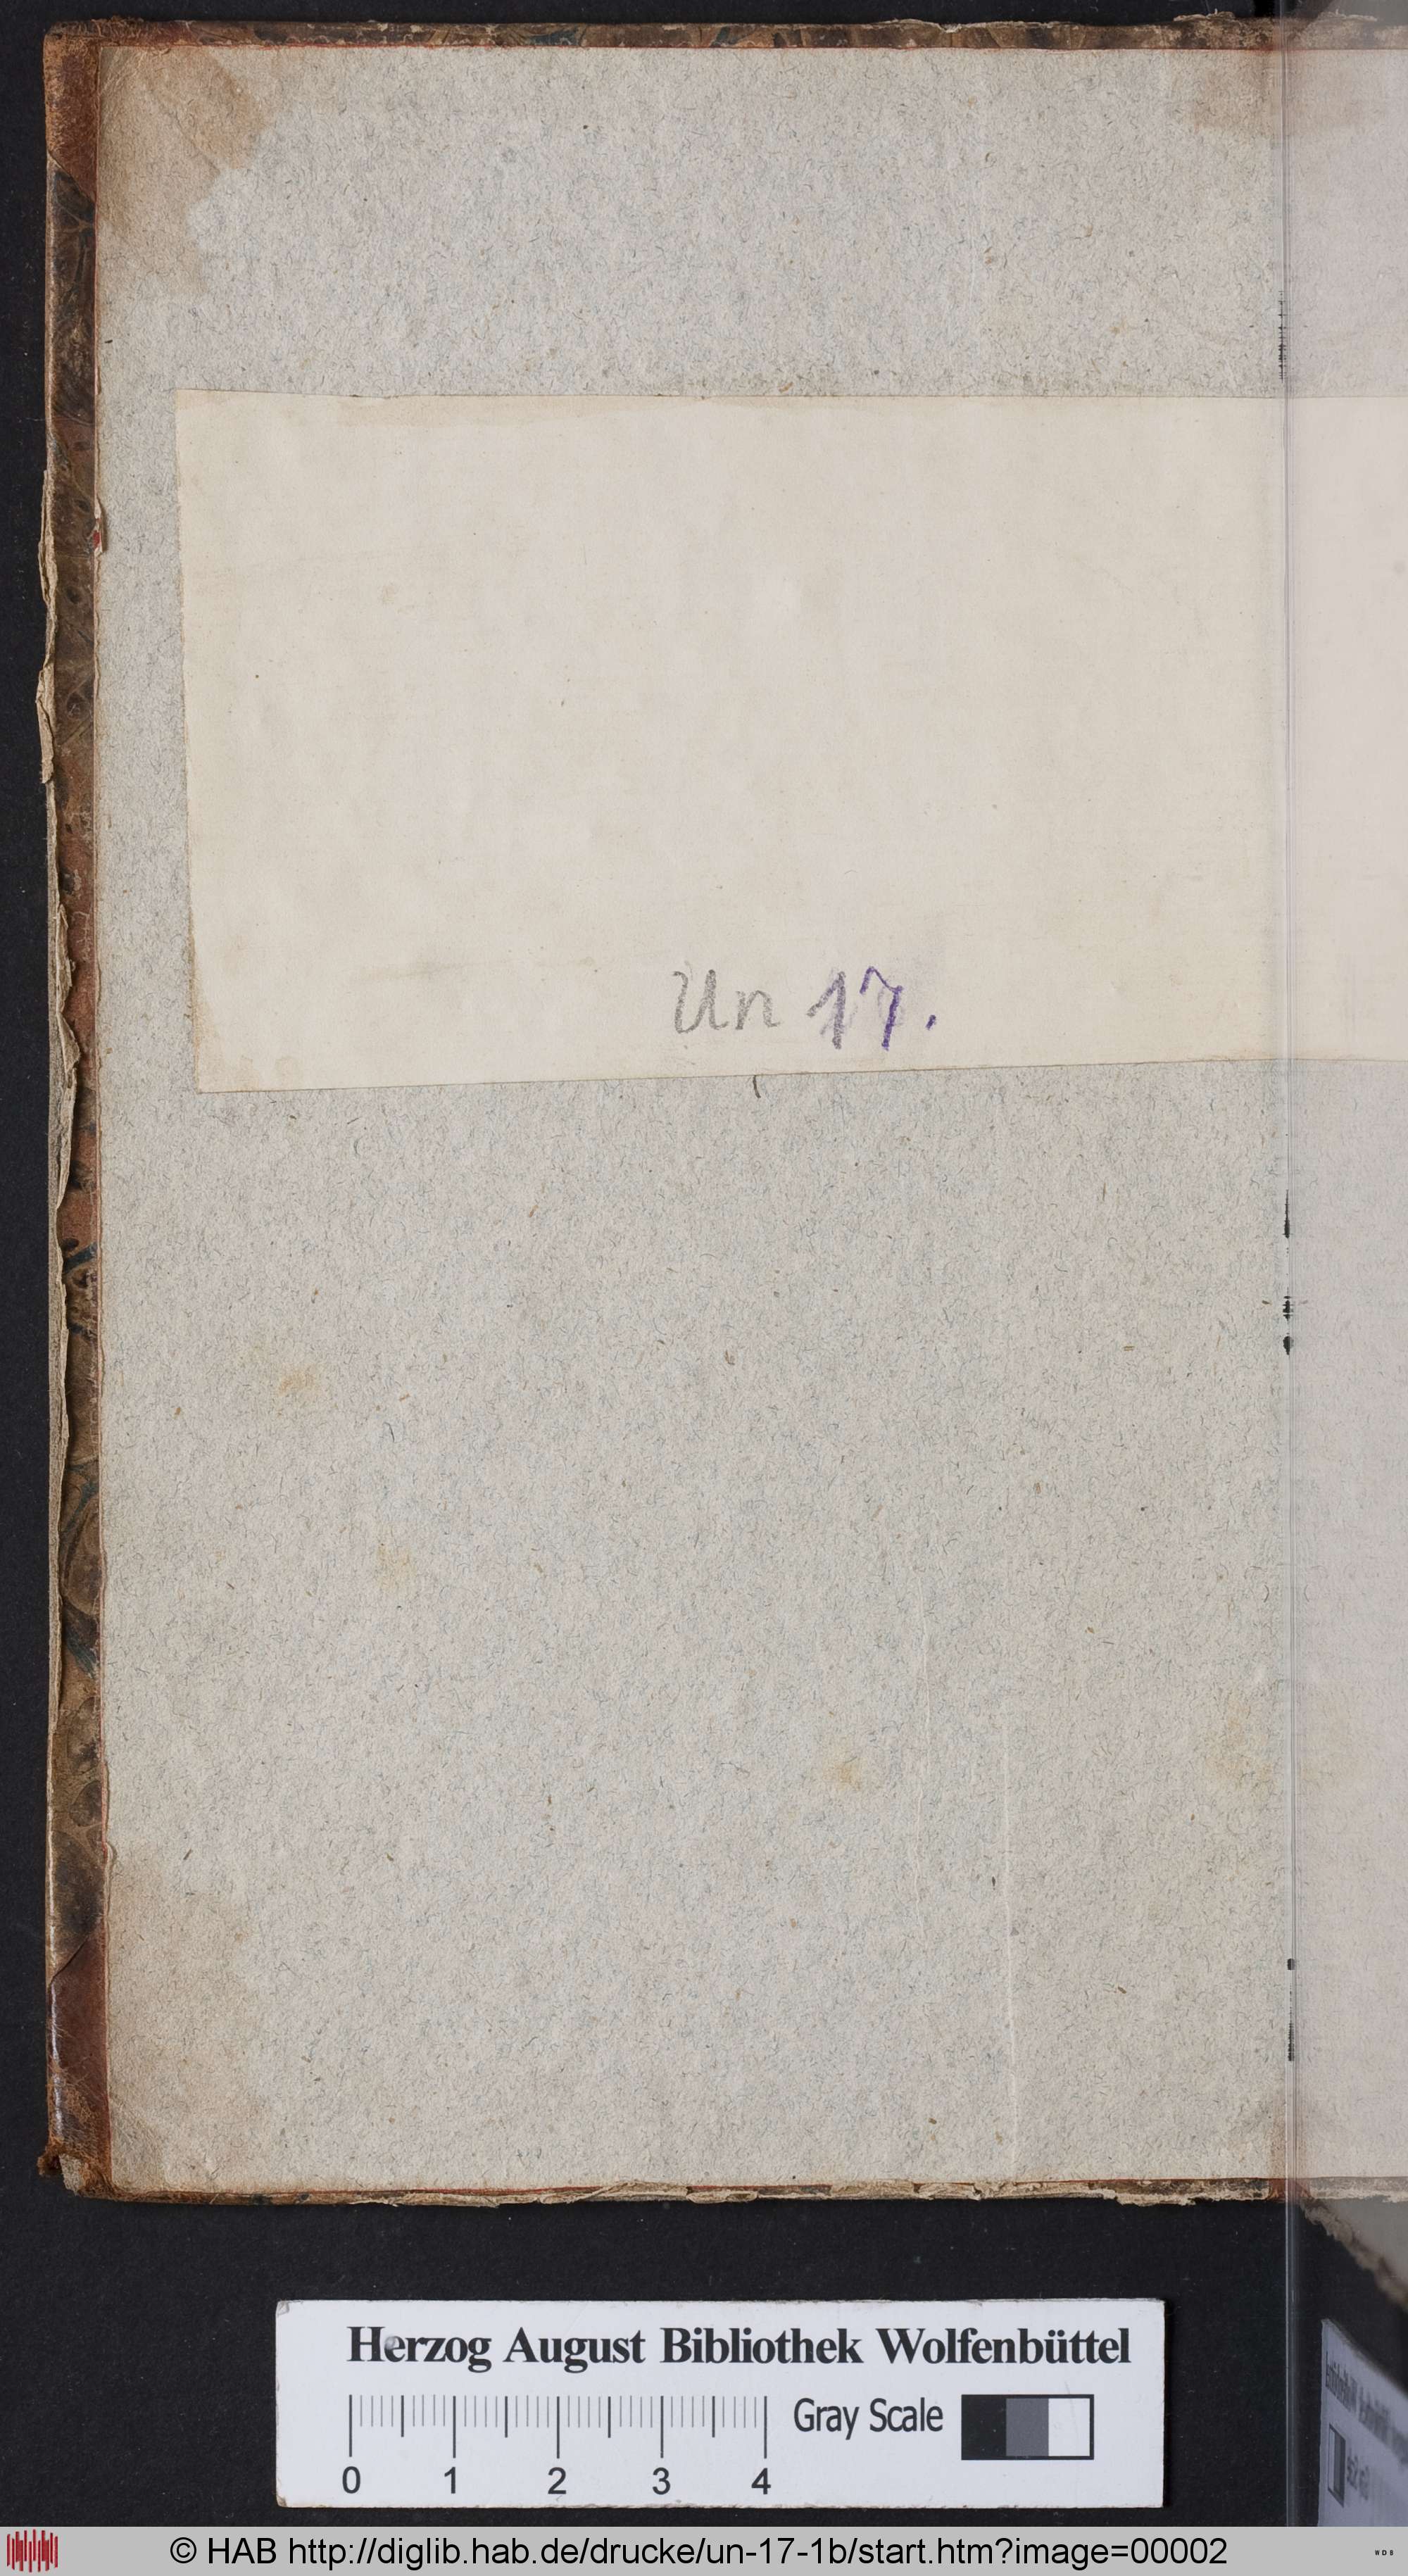 Un 17.
Herzog August Bibliothek Wolfenbüttel
Gray Scale
0 1 2 3 4
© HAB http://diglib.hab.de/drucke/un-17-1b/start.htm?image=00002
WDB